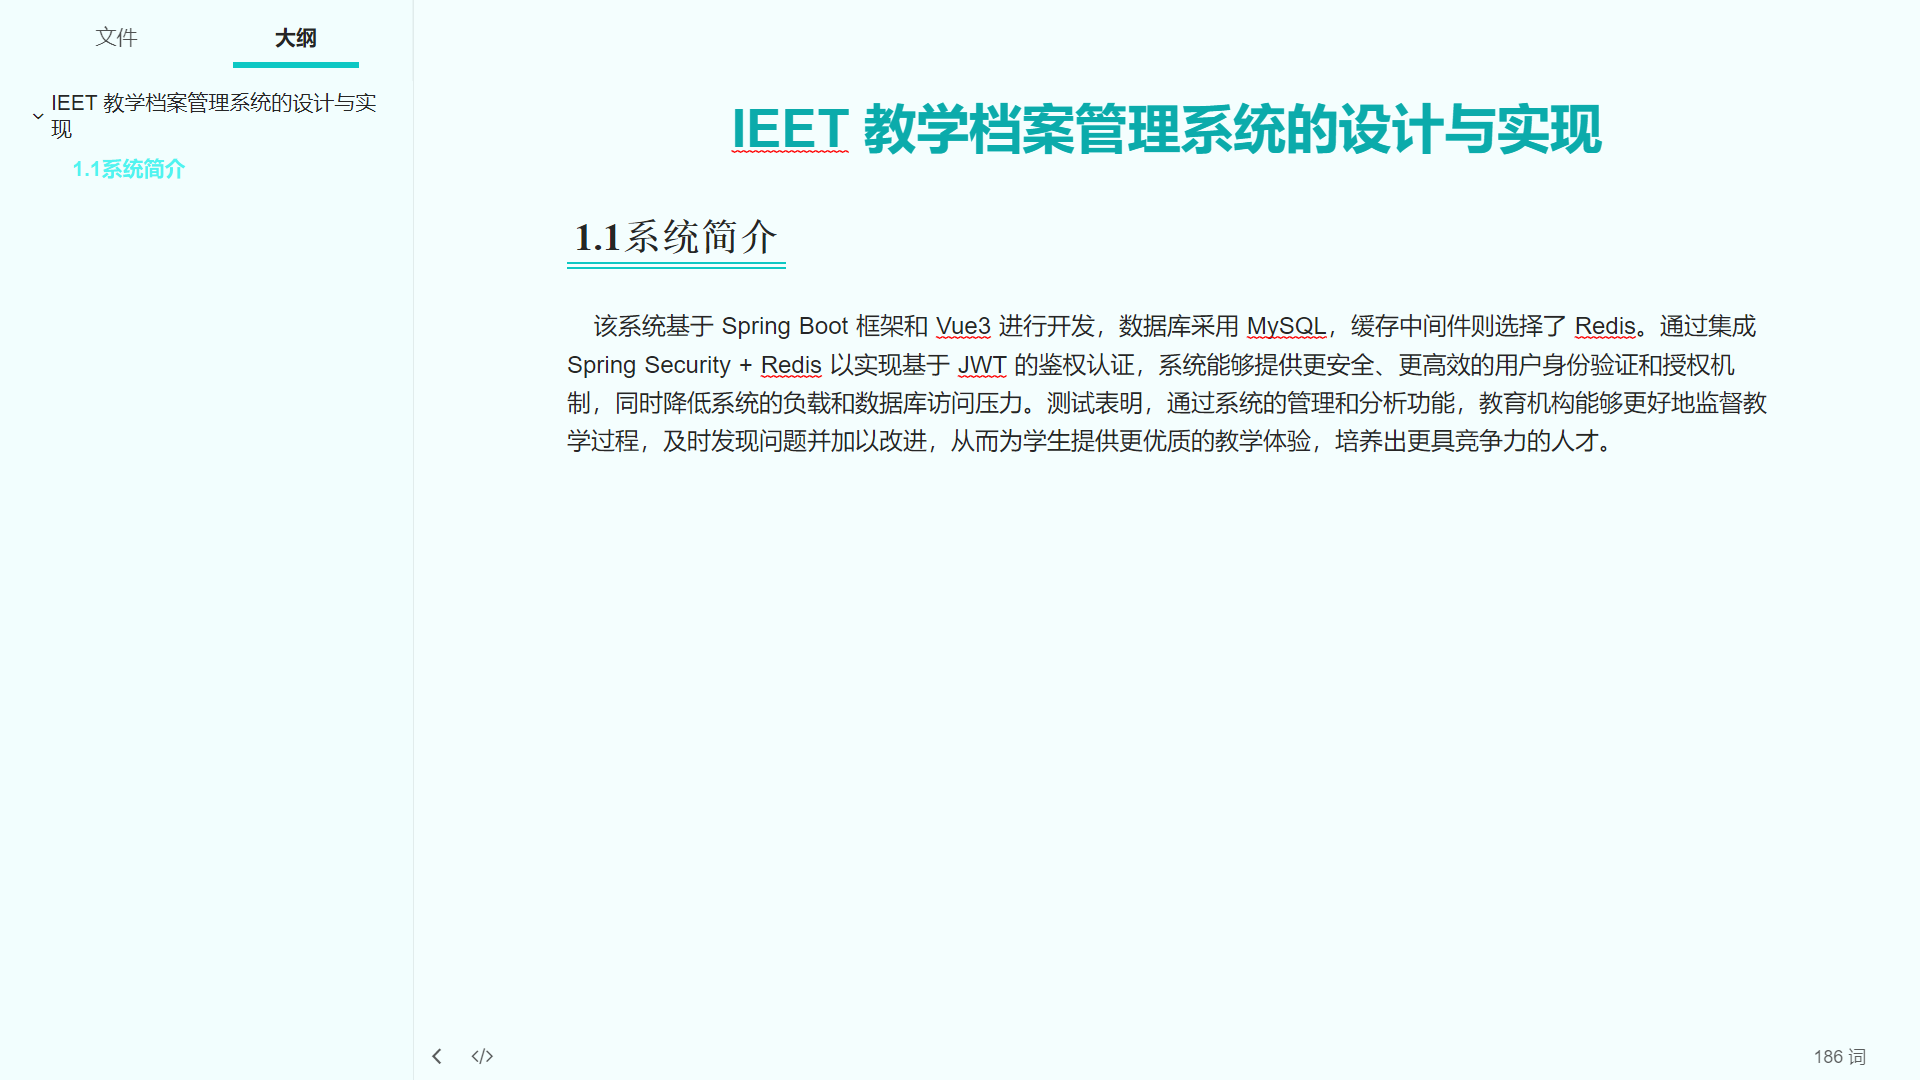 文件
大纲
IEET 教学档案管理系统的设计与实
现
1.1系统简介
IEET 教学档案管理系统的设计与实现
1.1系统简介
该系统基于 Spring Boot 框架和 Vue3 进行开发，数据库采用 MySQL，缓存中间件则选择了 Redis。通过集成
Spring Security + Redis 以实现基于 JWT 的鉴权认证，系统能够提供更安全、更高效的用户身份验证和授权机
制，同时降低系统的负载和数据库访问压力。测试表明，通过系统的管理和分析功能，教育机构能够更好地监督教
学过程，及时发现问题并加以改进，从而为学生提供更优质的教学体验，培养出更具竞争力的人才。
186 词